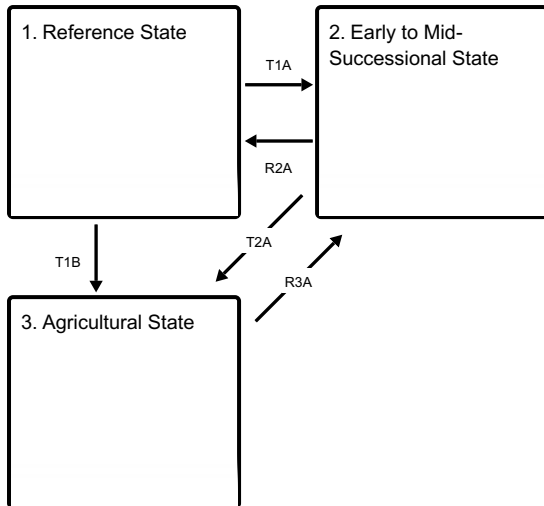 1. Reference State
2. Early to Mid-
Successional State
T1A
R2A
T1B
T2A
R3A
3. Agricultural State